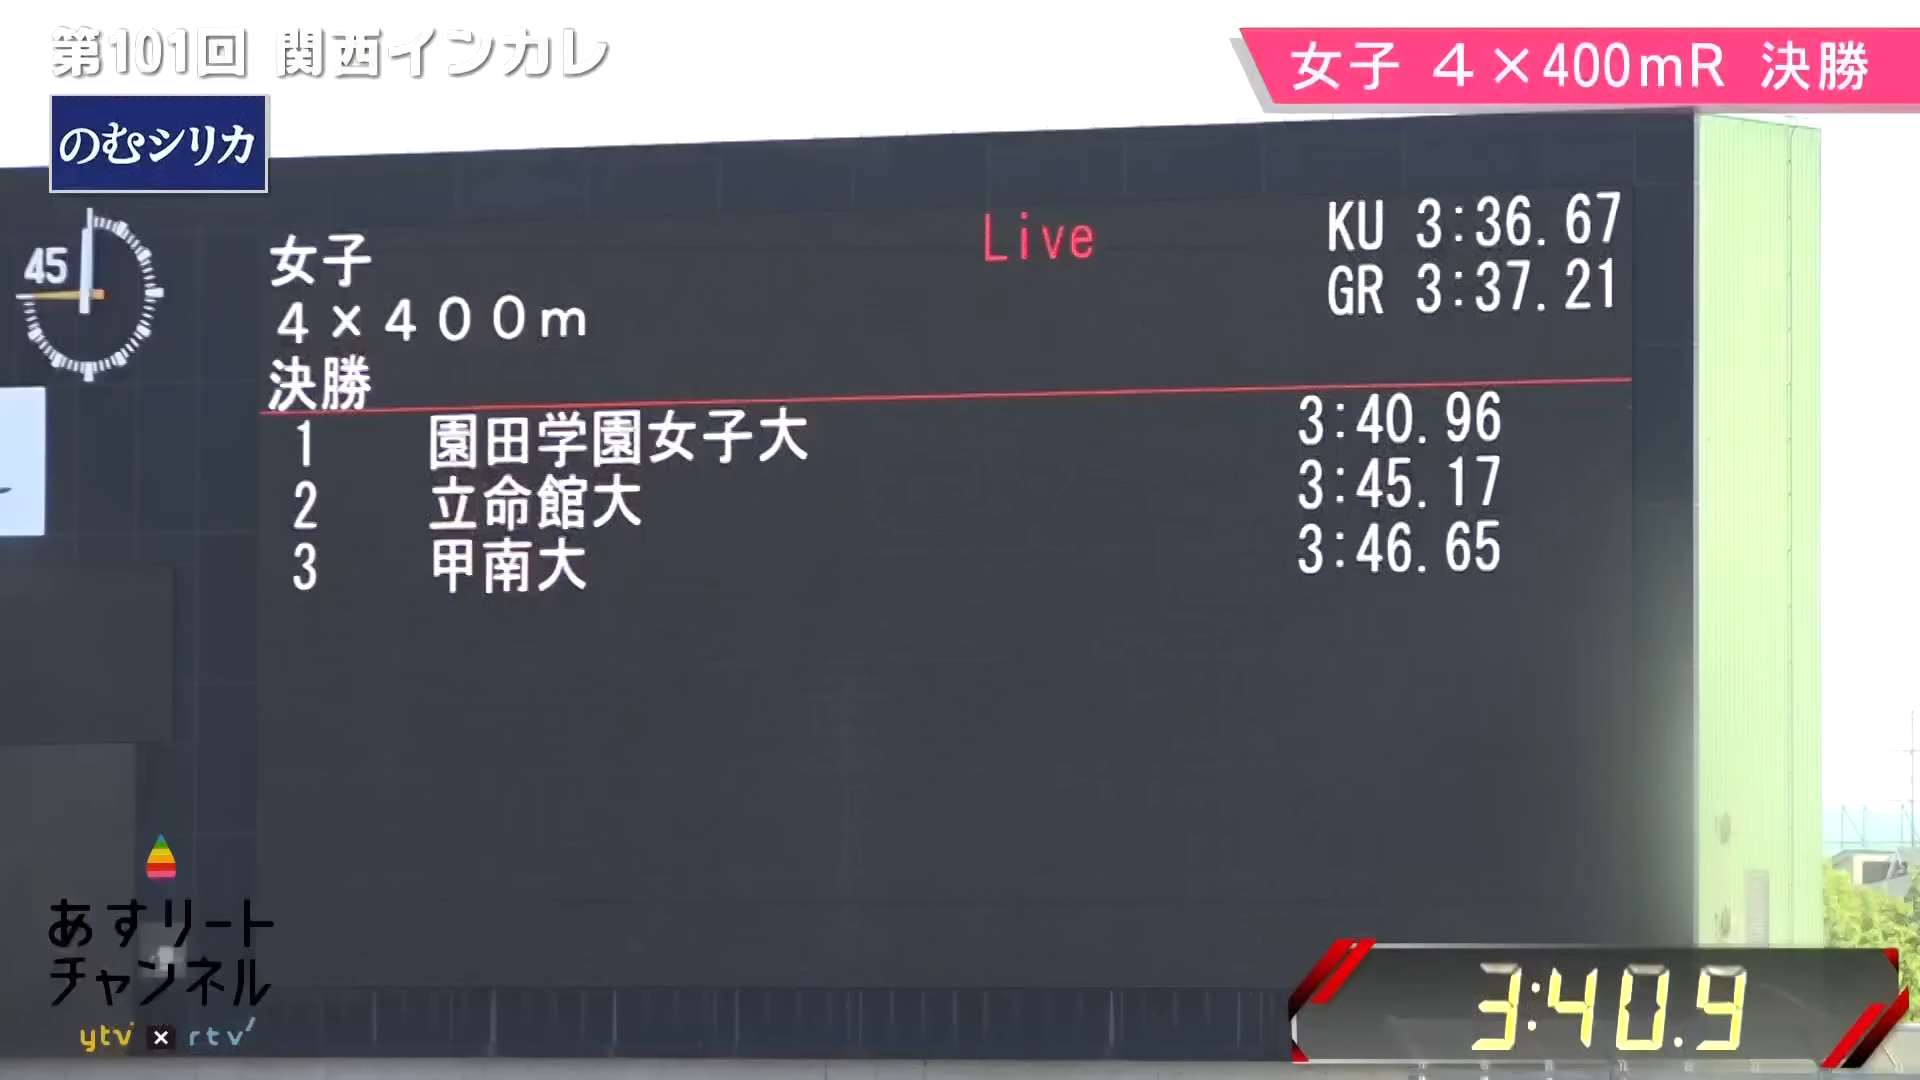 第101回 関西インカレ
女子 4×400mR 決勝
のむシリカ
45
女子
4×400m
決勝
Live
KU 3:36.67
GR 3:37.21
1 園田学園女子大 3:40.96
2 立命館大 3:45.17
3 甲南大 3:46.65
あすリート
チャンネル
ytv x rtv
3:40.9